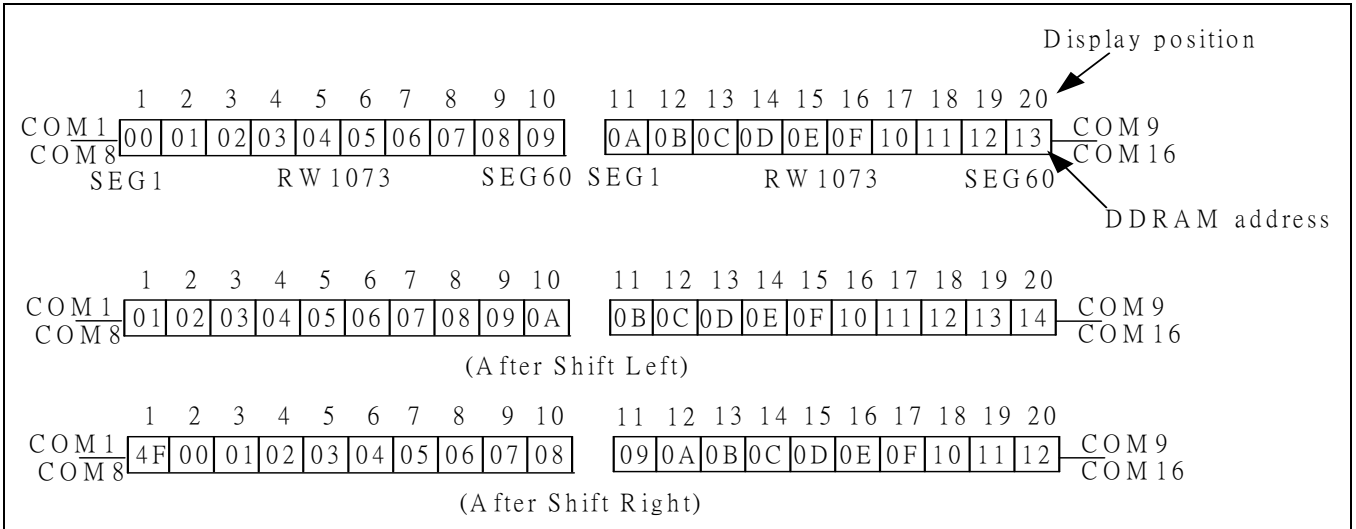 Display position
1 2 3 4 5 6 7 8 9 10 11 12 13 14 15 16 17 18 19 20
COM1 00 01 02 03 04 05 06 07 08 09 0A 0B 0C 0D 0E 0F 10 11 12 13 COM9
COM8 COM16
SEG1 RW1073 SEG60 SEG1 RW1073 SEG60
DDRAM address
1 2 3 4 5 6 7 8 9 10 11 12 13 14 15 16 17 18 19 20
COM1 01 02 03 04 05 06 07 08 09 0A 0B 0C 0D 0E 0F 10 11 12 13 14 COM9
COM8 COM16
(After Shift Left)
1 2 3 4 5 6 7 8 9 10 11 12 13 14 15 16 17 18 19 20
COM1 4F 00 01 02 03 04 05 06 07 08 09 0A 0B 0C 0D 0E 0F 10 11 12 COM9
COM8 COM16
(After Shift Right)